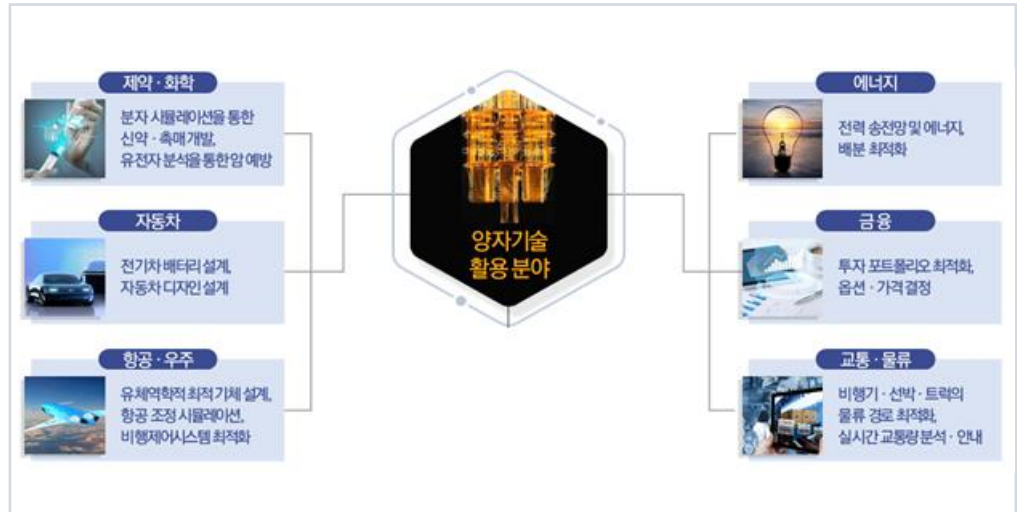 제약 · 화학
분자 시뮬레이션을 통한
신약 · 촉매 개발,
유전자 분석을 통한 암 예방
자동차
전기차 배터리 설계,
자동차 디자인 설계
항공 · 우주
유체역학적 최적 기체 설계,
항공 조정 시뮬레이션,
비행제어시스템 최적화
양자기술
활용 분야
에너지
전력 송전망 및 에너지,
배분 최적화
금융
투자 포트폴리오 최적화,
옵션 · 가격 결정
교통 · 물류
비행기 · 선박 · 트럭의
물류 경로 최적화,
실시간 교통량 분석 · 안내